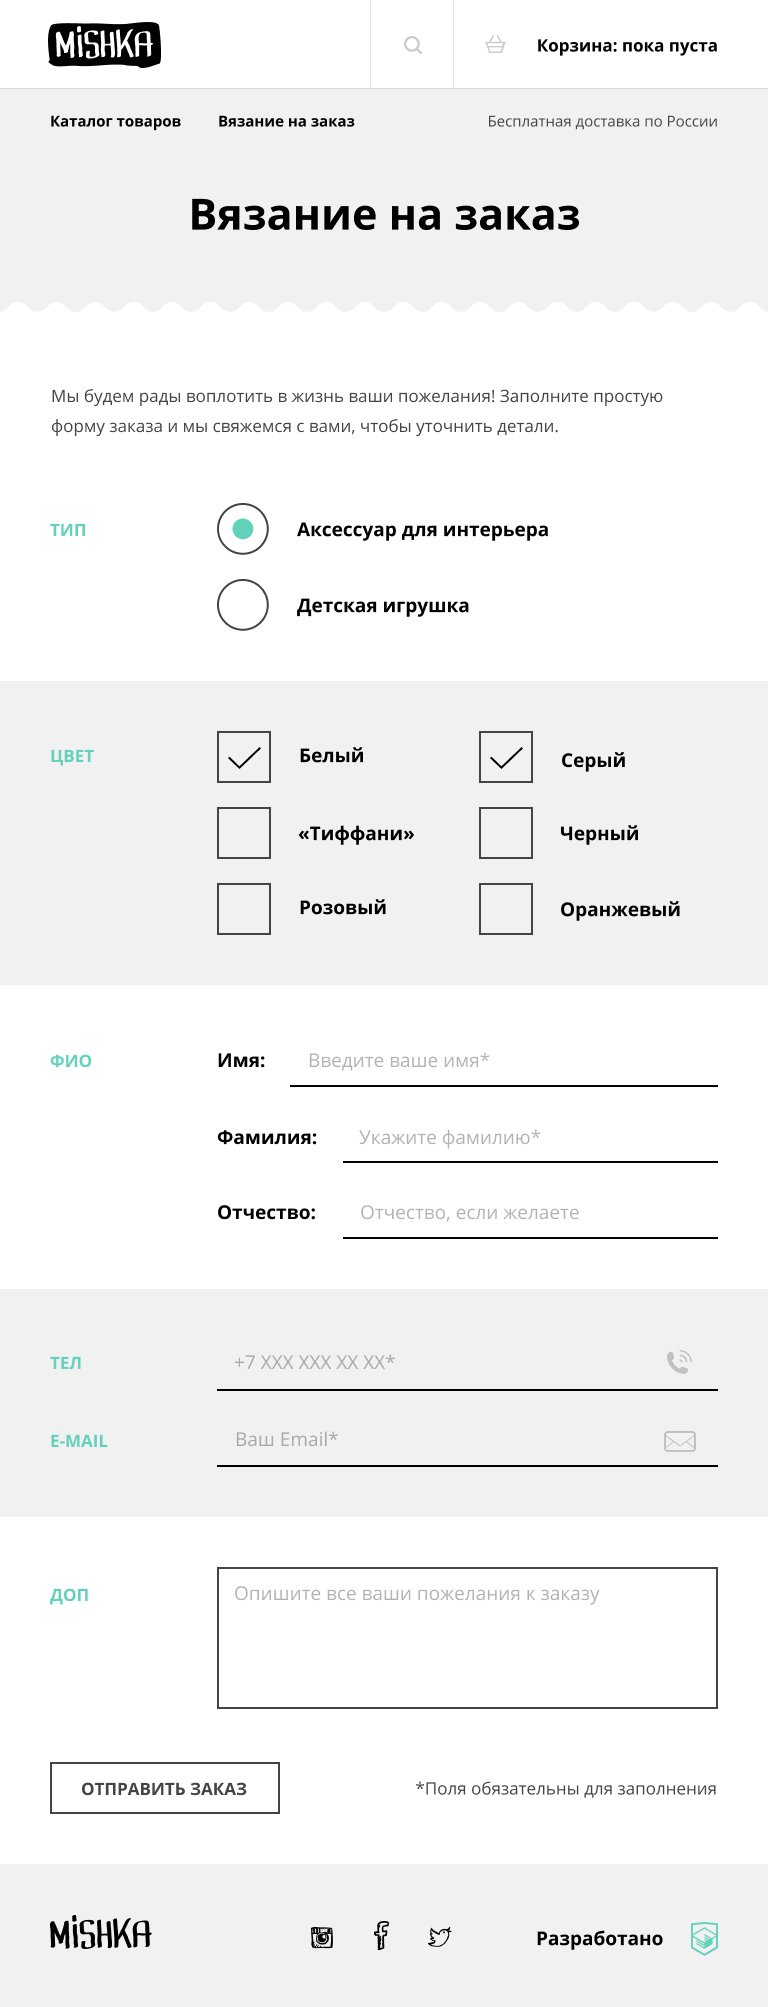 MiSHKA
Корзина: пока пуста
Каталог товаров
Вязание на заказ
Бесплатная доставка по России
Вязание на заказ
Мы будем рады воплотить в жизнь ваши пожелания! Заполните простую
форму заказа и мы свяжемся с вами, чтобы уточнить детали.
ТИП
Аксессуар для интерьера
Детская игрушка
ЦВЕТ
Белый
Серый
«Тиффани»
Черный
Розовый
Оранжевый
ФИО
Имя:
Введите ваше имя*
Фамилия:
Укажите фамилию*
Отчество:
Отчество, если желаете
ТЕЛ
+7 XXX XXX XX XX*
E-MAIL
Ваш Email*
ДОП
Опишите все ваши пожелания к заказу
ОТПРАВИТЬ ЗАКАЗ
*Поля обязательны для заполнения
MiSHKA
Разработано